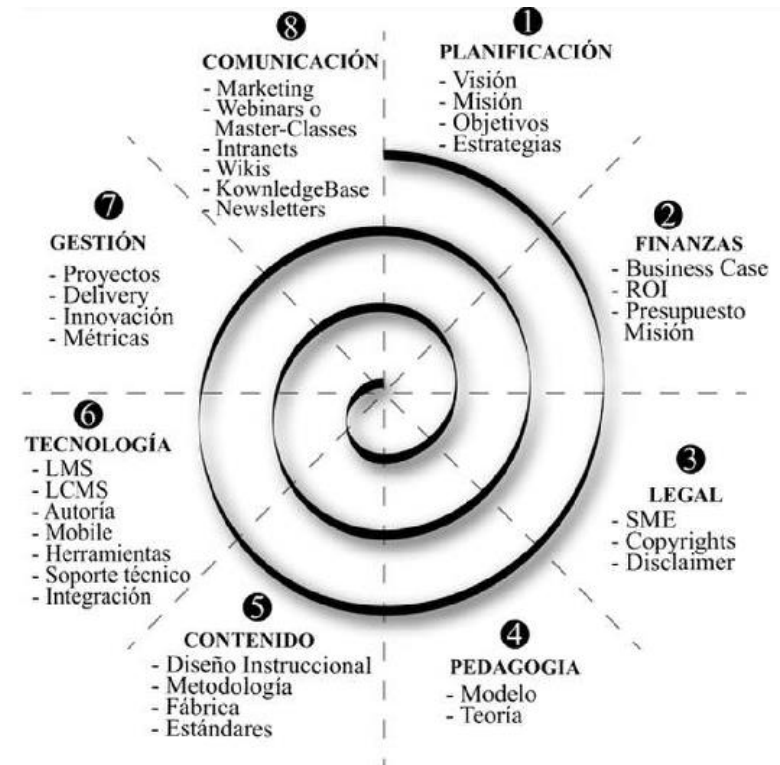 1
PLANIFICACIÓN
- Visión
- Misión
- Objetivos
- Estrategias
2
FINANZAS
- Business Case
- ROI
- Presupuesto
Misión
3
LEGAL
- SME
- Copyrights
- Disclaimer
4
PEDAGOGIA
- Modelo
- Teoría
5
CONTENIDO
- Diseño Instruccional
- Metodología
- Fábrica
- Estándares
6
TECNOLOGÍA
- LMS
- LCMS
- Autoría
- Mobile
- Herramientas
- Soporte técnico
- Integración
7
GESTIÓN
- Proyectos
- Delivery
- Innovación
- Métricas
8
COMUNICACIÓN
- Marketing
- Webinars o
Master-Classes
- Intranets
- Wikis
- KownledgeBase
- Newsletters